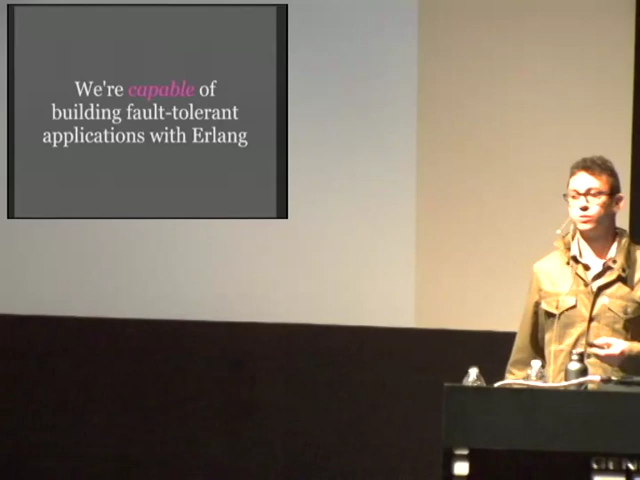 We're capable of
building fault-tolerant
applications with Erlang